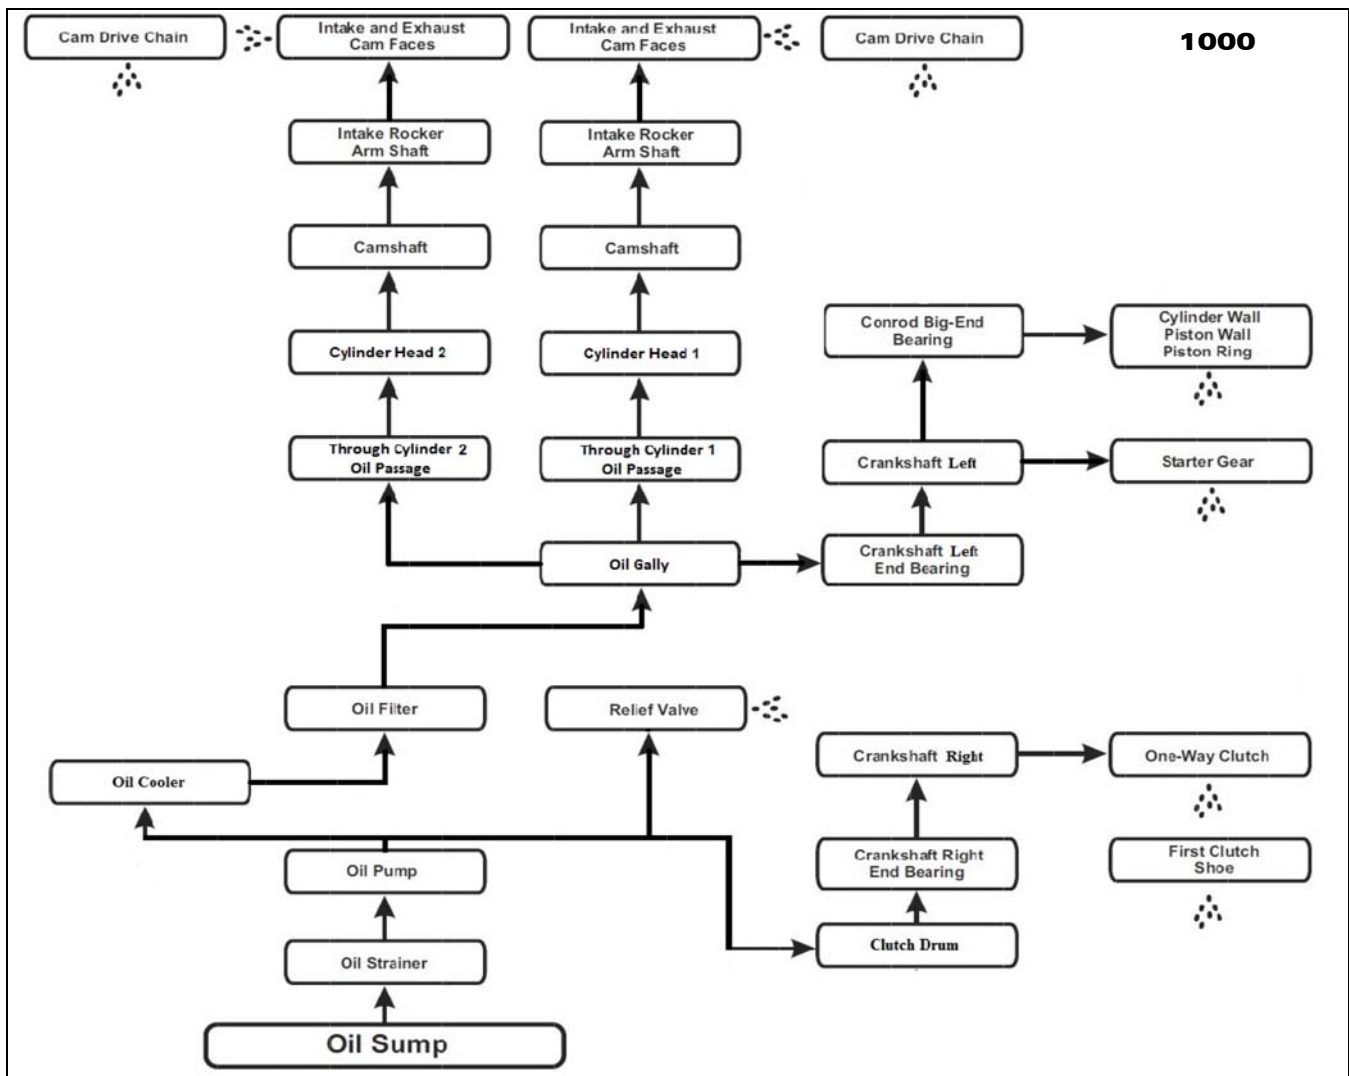 Cam Drive Chain
Intake and Exhaust
Cam Faces
Intake and Exhaust
Cam Faces
Cam Drive Chain
1000
Intake Rocker
Arm Shaft
Intake Rocker
Arm Shaft
Camshaft
Camshaft
Conrod Big-End
Bearing
Cylinder Wall
Piston Wall
Piston Ring
Cylinder Head 2
Cylinder Head 1
Through Cylinder 2
Oil Passage
Through Cylinder 1
Oil Passage
Crankshaft Left
Starter Gear
Oil Gally
Crankshaft Left
End Bearing
Oil Filter
Relief Valve
Crankshaft Right
One-Way Clutch
Oil Cooler
Oil Pump
Crankshaft Right
End Bearing
First Clutch
Shoe
Clutch Drum
Oil Strainer
Oil Sump